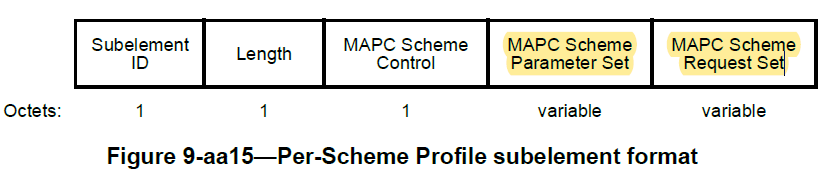 Subelement
ID
Length
MAPC Scheme
Control
MAPC Scheme
Parameter Set
MAPC Scheme
Request Set
Octets: 1 1 1 variable variable
Figure 9-aa15—Per-Scheme Profile subelement format